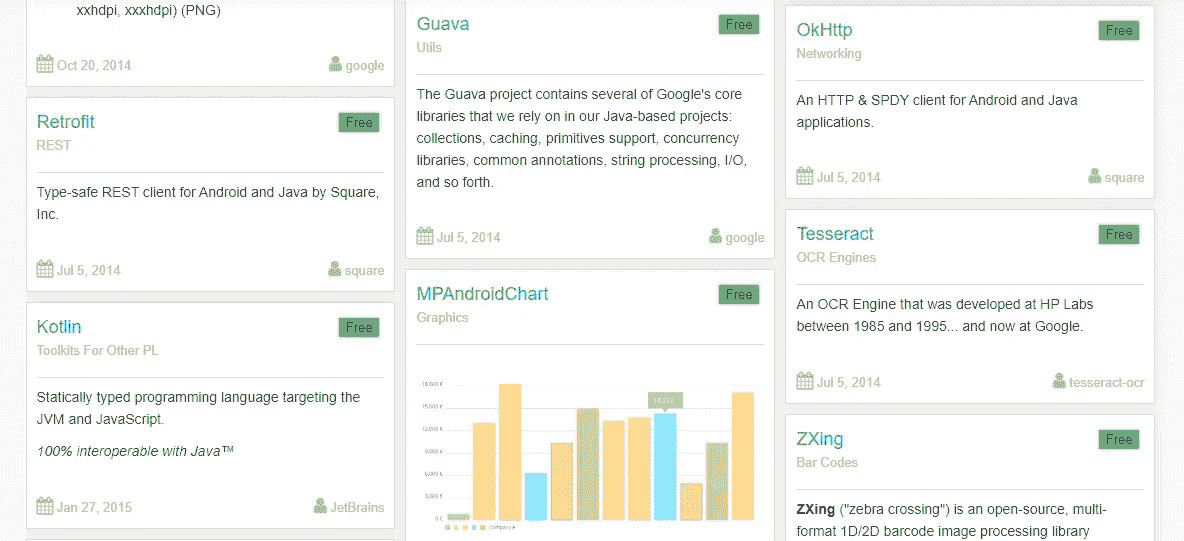 xxhdpi, xxxhdpi) (PNG)
Oct 20, 2014
google
Retrofit
Free
REST
Type-safe REST client for Android and Java by Square,
Inc.
Jul 5, 2014
square
Kotlin
Free
Toolkits For Other PL
Statically typed programming language targeting the
JVM and JavaScript.
100% interoperable with Java™
Jan 27, 2015
JetBrains
Guava
Free
Utils
The Guava project contains several of Google's core
libraries that we rely on in our Java-based projects:
collections, caching, primitives support, concurrency
libraries, common annotations, string processing, I/O,
and so forth.
Jul 5, 2014
google
MPAndroidChart
Free
Graphics
18.000 €
15.000 €
12.000 €
9.000 €
6.000 €
3.000 €
0 €
14.212
Company A
OkHttp
Free
Networking
An HTTP & SPDY client for Android and Java
applications.
Jul 5, 2014
square
Tesseract
Free
OCR Engines
An OCR Engine that was developed at HP Labs
between 1985 and 1995... and now at Google.
Jul 5, 2014
tesseract-ocr
ZXing
Free
Bar Codes
ZXing ("zebra crossing") is an open-source, multi-
format 1D/2D barcode image processing library